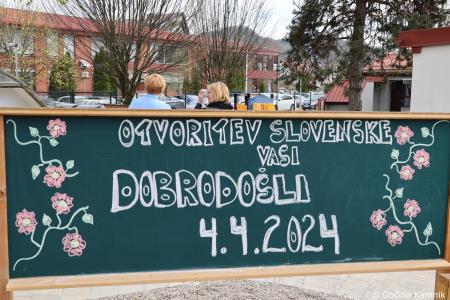 OTVORITEV SLOVENSKE
VASI
DOBRODOŠLI
4.4.2024
© Občina Kamnik